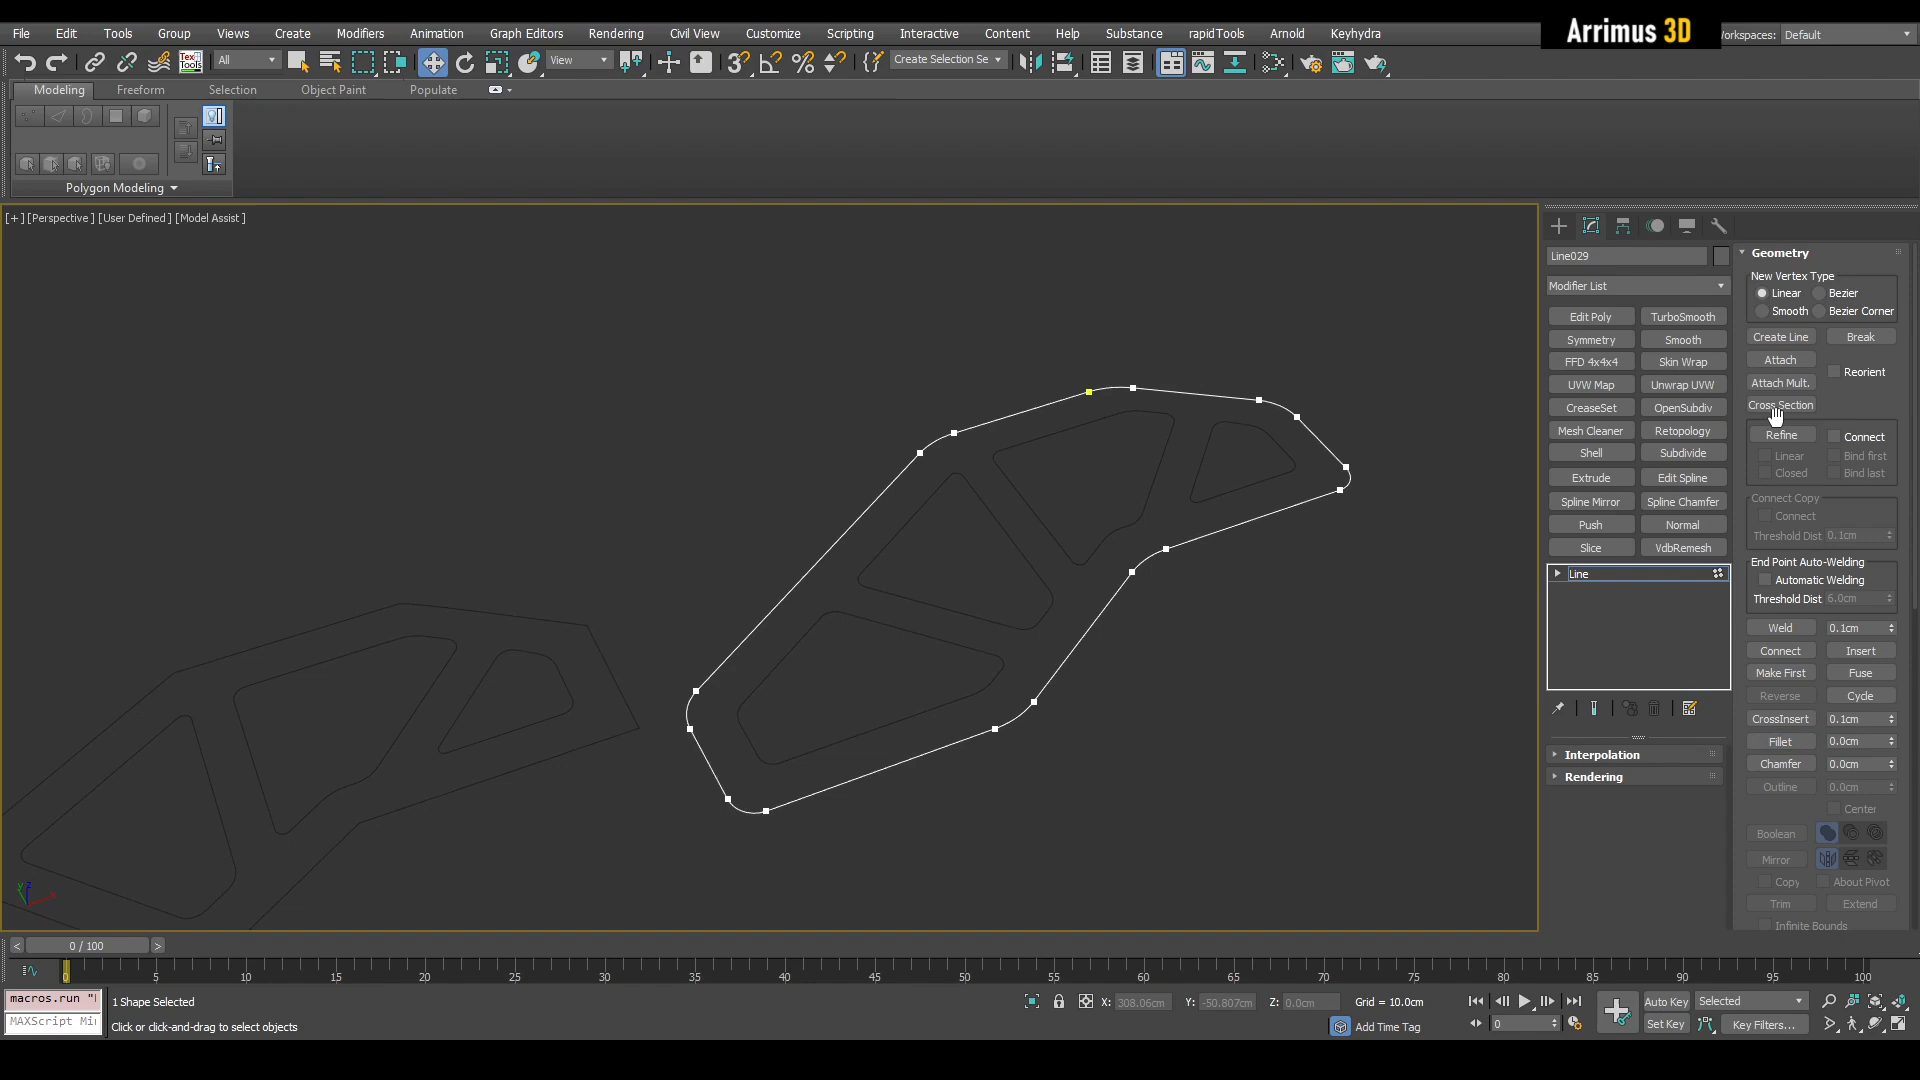 Arrimus 3D
File Edit Tools Group Views Create Modifiers Animation Graph Editors Rendering Civil View Customize Scripting Interactive Content Help Substance rapidTools Arnold Keyhydra
orkspaces: Default
All View Create Selection Se
Modeling Freeform Selection Object Paint Populate
Polygon Modeling
[+] [Perspective ] [User Defined ] [Model Assist ]
Line029
Modifier List
Edit Poly TurboSmooth
Symmetry Smooth
FFD 4x4x4 Skin Wrap
UVW Map Unwrap UVW
CreaseSet OpenSubdiv
Mesh Cleaner Retopology
Shell Subdivide
Extrude Edit Spline
Spline Mirror Spline Chamfer
Push Normal
Slice VdbRemesh
Line
Interpolation
Rendering
Geometry
New Vertex Type
Linear Bezier
Smooth Bezier Corner
Create Line Break
Attach
Reorient
Attach Mult.
Cross Section
Refine Connect
Linear Bind first
Closed Bind last
Connect Copy
Connect
Threshold Dist 0.1cm
End Point Auto-Welding
Automatic Welding
Threshold Dist 6.0cm
Weld 0.1cm
Connect Insert
Make First Fuse
Reverse Cycle
CrossInsert 0.1cm
Fillet 0.0cm
Chamfer 0.0cm
Outline 0.0cm
Center
Boolean
Mirror
Copy About Pivot
Trim Extend
Infinite Bounds
< 0 / 100 >
0 5 10 15 20 25 30 35 40 45 50 55 60 65 70 75 80 85 90 95 100
macros.run "
MAXScript Mi
1 Shape Selected
Click or click-and-drag to select objects
X: 308.06cm Y: -50.807cm Z: 0.0cm Grid = 10.0cm
Add Time Tag
0
Auto Key Selected
Set Key Key Filters...